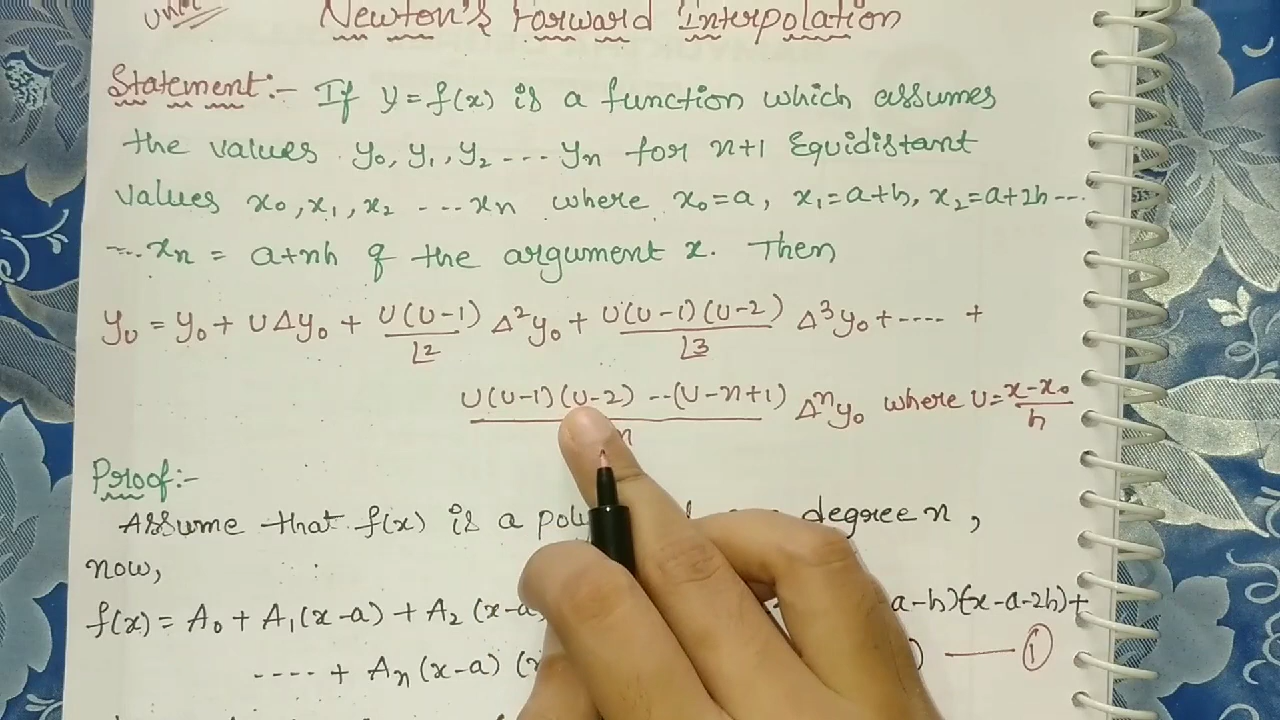 Unit
Newton's Forward Interpolation
Statement:- If y=f(x) is a function which assumes
the values y₀, y₁, y₂ ---- yₙ for n+1 Equidistant
values x₀, x₁, x₂ ---- xₙ where x₀=a, x₁=a+h, x₂=a+2h ---
--- xₙ = a+nh of the argument x. Then
y_U = y₀ + UΔy₀ + U(U-1)/⌊2 Δ²y₀ + U(U-1)(U-2)/⌊3 Δ³y₀ + ---- +
U(U-1)(U-2) --(U-n+1)/n Δⁿy₀ where U=(x-x₀)/h
Proof:-
Assume that f(x) is a degree n,
now,
f(x) = A₀ + A₁(x-a) + A₂(x-a a-h)(x-a-2h)+
---- + Aₙ(x-a) (x ) —— ①